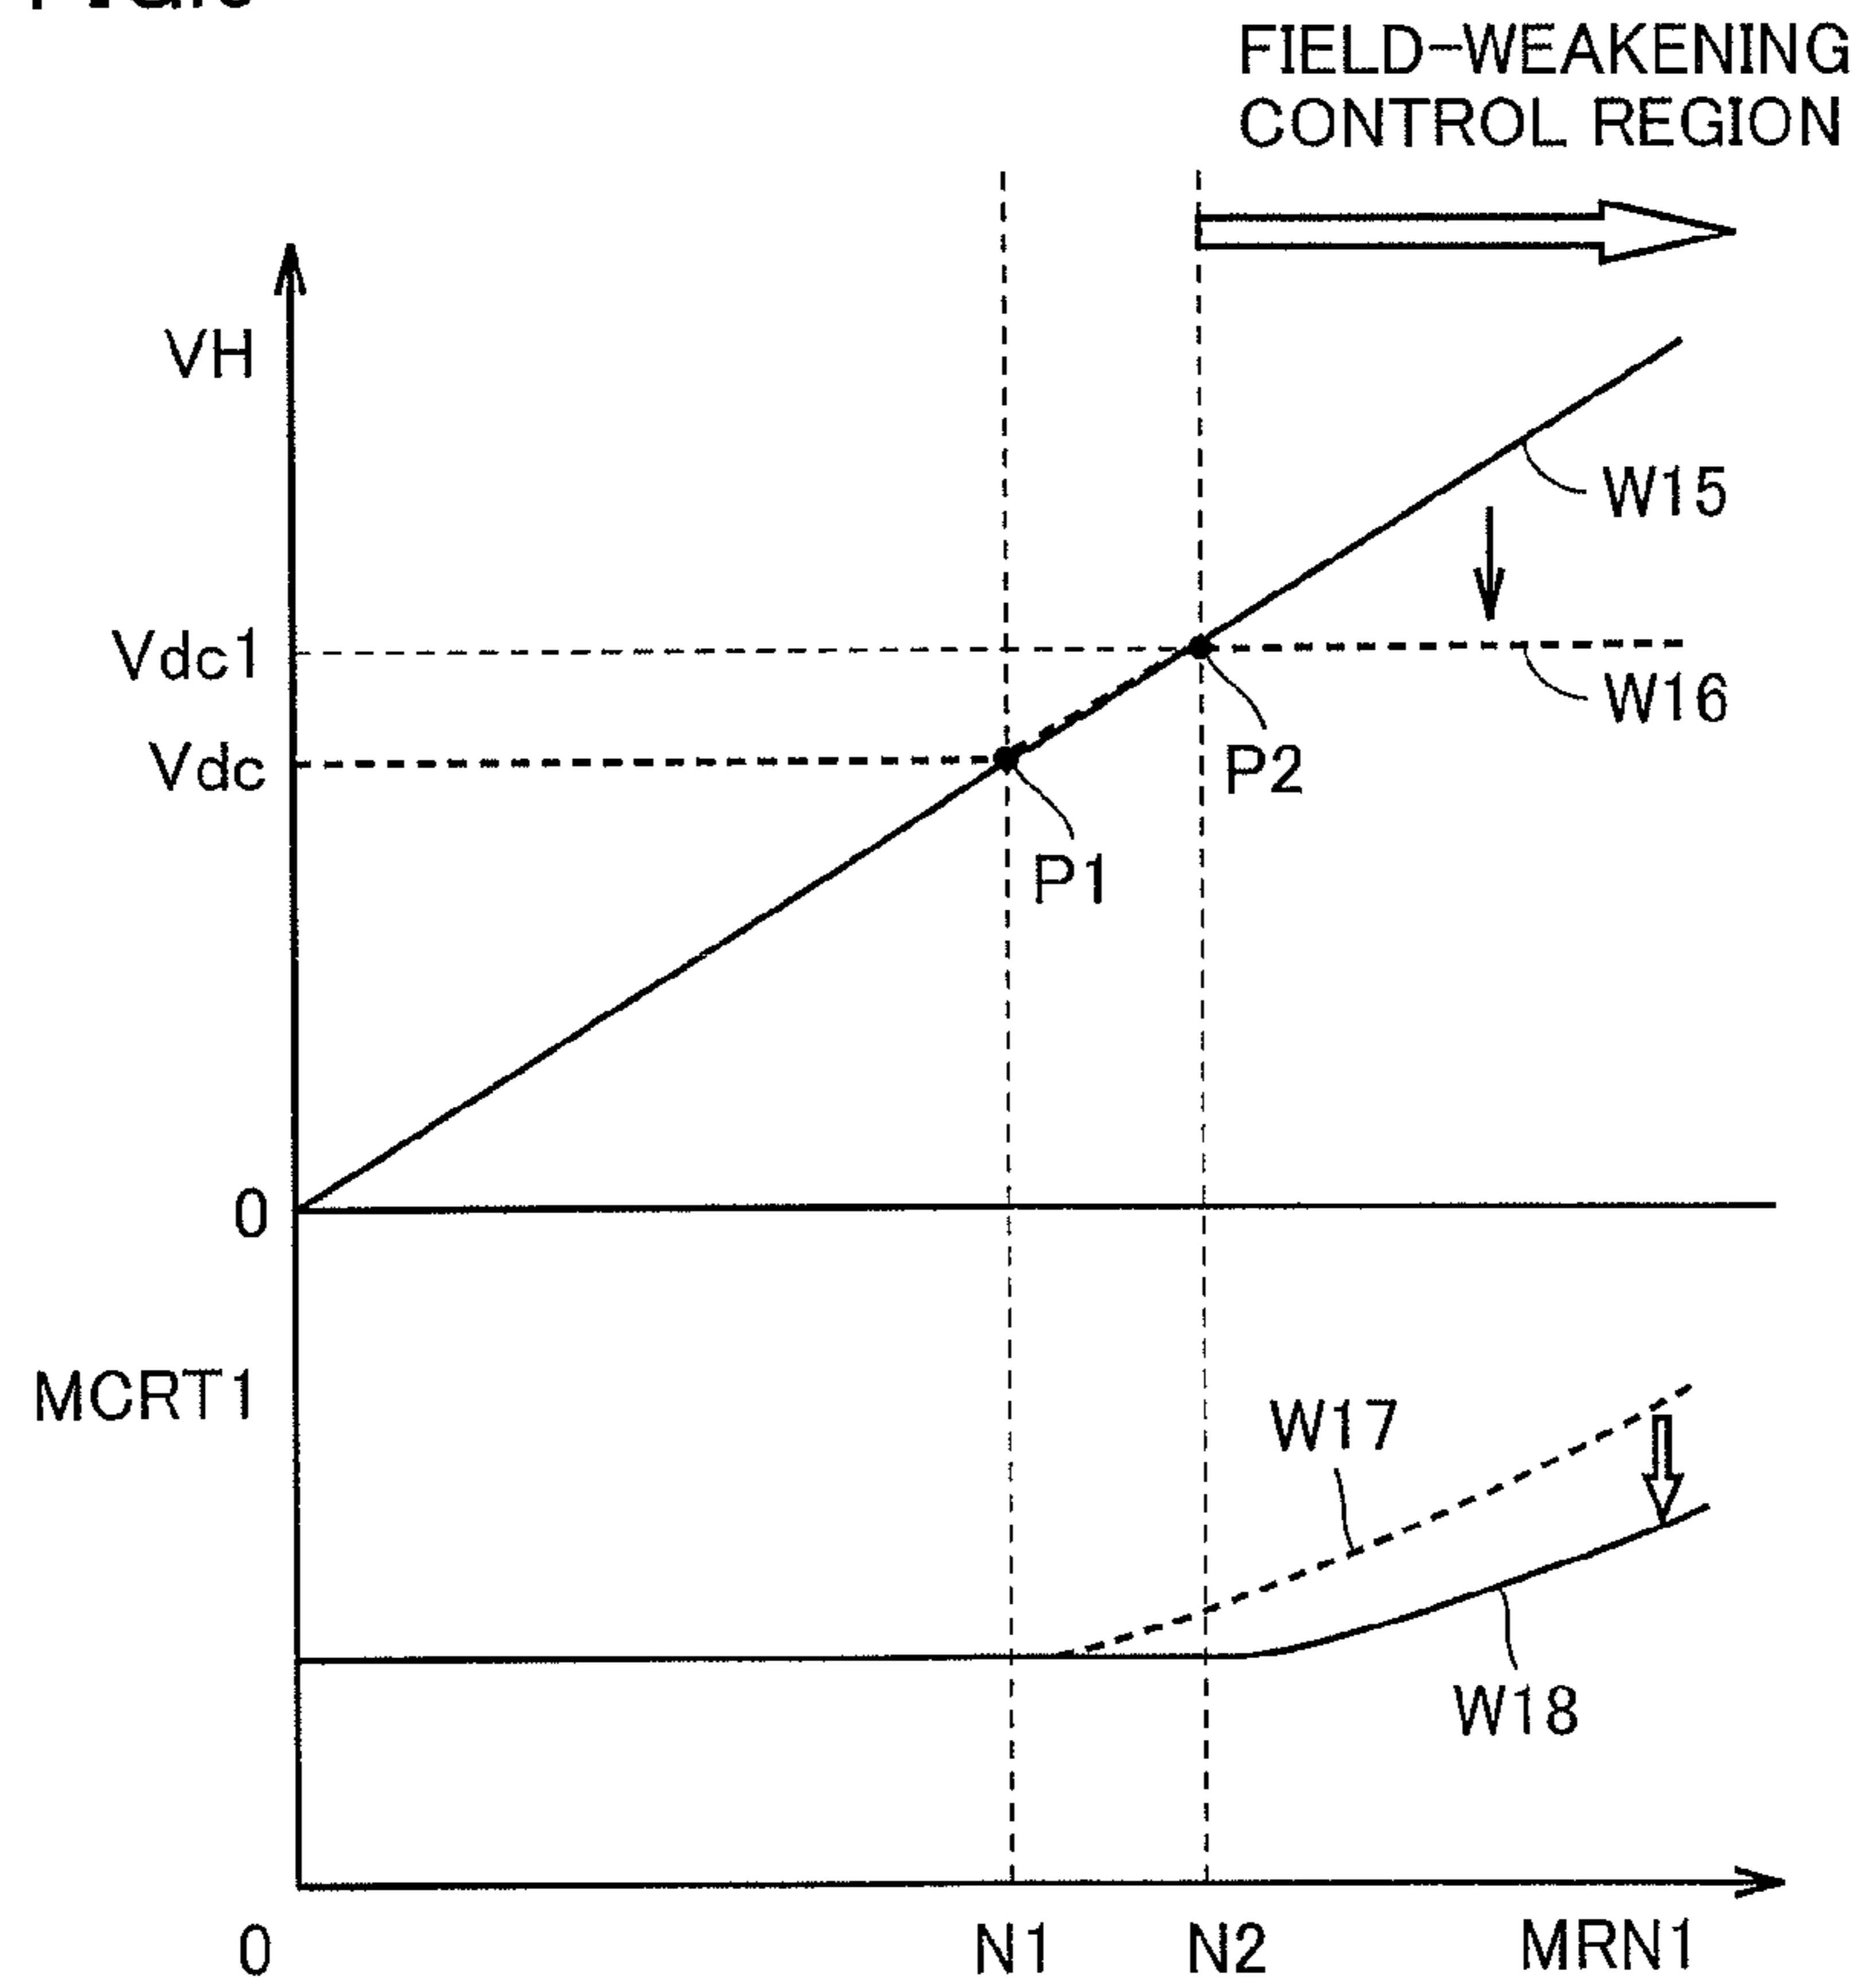 FIELD-WEAKENING
CONTROL REGION
VH
W15
Vdc1
W16
Vdc
P2
P1
0
MCRT1
W17
W18
0
N1
N2
MRN1